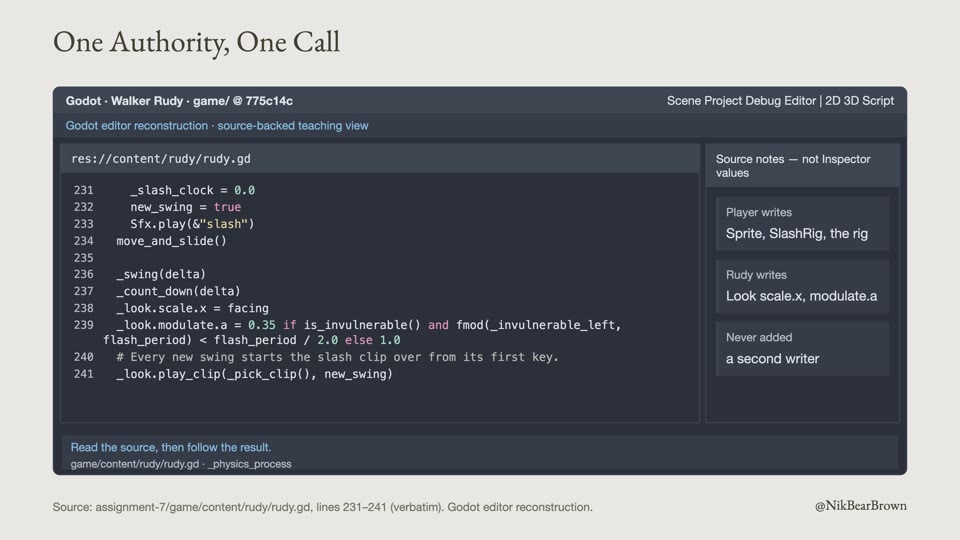 One Authority, One Call
Godot · Walker Rudy · game/ @ 775c14c
Scene Project Debug Editor | 2D 3D Script
Godot editor reconstruction · source-backed teaching view
res://content/rudy/rudy.gd
231 _slash_clock = 0.0
232 new_swing = true
233 Sfx.play(&"slash")
234 move_and_slide()
235
236 _swing(delta)
237 _count_down(delta)
238 _look.scale.x = facing
239 _look.modulate.a = 0.35 if is_invulnerable() and fmod(_invulnerable_left,
flash_period) < flash_period / 2.0 else 1.0
240 # Every new swing starts the slash clip over from its first key.
241 _look.play_clip(_pick_clip(), new_swing)
Source notes — not Inspector
values
Player writes
Sprite, SlashRig, the rig
Rudy writes
Look scale.x, modulate.a
Never added
a second writer
Read the source, then follow the result.
game/content/rudy/rudy.gd · _physics_process
Source: assignment-7/game/content/rudy/rudy.gd, lines 231–241 (verbatim). Godot editor reconstruction.
@NikBearBrown